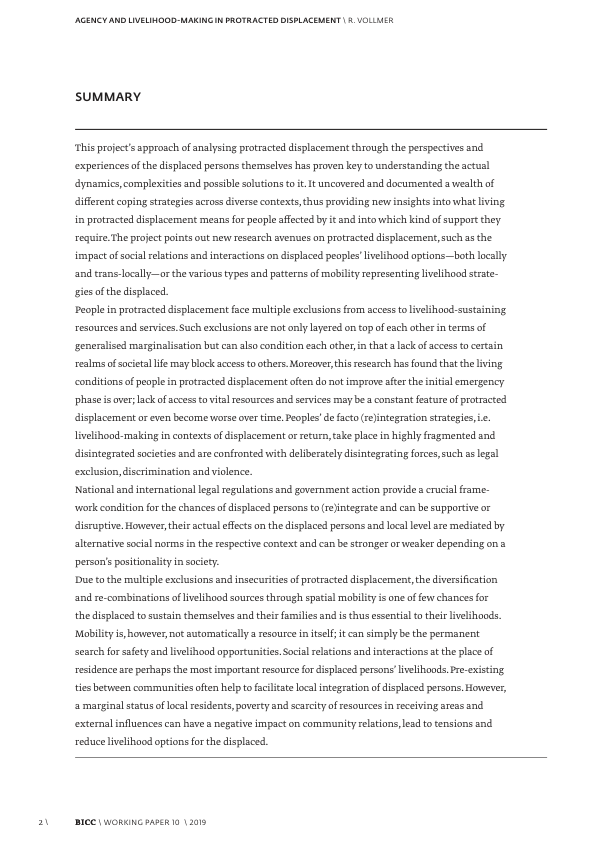 AGENCY AND LIVELIHOOD-MAKING IN PROTRACTED DISPLACEMENT \ R. VOLLMER
SUMMARY
This project's approach of analysing protracted displacement through the perspectives and
experiences of the displaced persons themselves has proven key to understanding the actual
dynamics, complexities and possible solutions to it. It uncovered and documented a wealth of
different coping strategies across diverse contexts, thus providing new insights into what living
in protracted displacement means for people affected by it and into which kind of support they
require. The project points out new research avenues on protracted displacement, such as the
impact of social relations and interactions on displaced peoples' livelihood options—both locally
and trans-locally—or the various types and patterns of mobility representing livelihood strate-
gies of the displaced.
People in protracted displacement face multiple exclusions from access to livelihood-sustaining
resources and services. Such exclusions are not only layered on top of each other in terms of
generalised marginalisation but can also condition each other, in that a lack of access to certain
realms of societal life may block access to others. Moreover, this research has found that the living
conditions of people in protracted displacement often do not improve after the initial emergency
phase is over; lack of access to vital resources and services may be a constant feature of protracted
displacement or even become worse over time. Peoples' de facto (re)integration strategies, i.e.
livelihood-making in contexts of displacement or return, take place in highly fragmented and
disintegrated societies and are confronted with deliberately disintegrating forces, such as legal
exclusion, discrimination and violence.
National and international legal regulations and government action provide a crucial frame-
work condition for the chances of displaced persons to (re)integrate and can be supportive or
disruptive. However, their actual effects on the displaced persons and local level are mediated by
alternative social norms in the respective context and can be stronger or weaker depending on a
person's positionality in society.
Due to the multiple exclusions and insecurities of protracted displacement, the diversification
and re-combinations of livelihood sources through spatial mobility is one of few chances for
the displaced to sustain themselves and their families and is thus essential to their livelihoods.
Mobility is, however, not automatically a resource in itself; it can simply be the permanent
search for safety and livelihood opportunities. Social relations and interactions at the place of
residence are perhaps the most important resource for displaced persons' livelihoods. Pre-existing
ties between communities often help to facilitate local integration of displaced persons. However,
a marginal status of local residents, poverty and scarcity of resources in receiving areas and
external influences can have a negative impact on community relations, lead to tensions and
reduce livelihood options for the displaced.
2 \ BICC \ WORKING PAPER 10 \ 2019